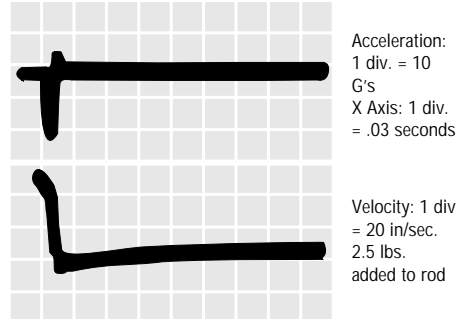 Acceleration:
1 div. = 10
G's
X Axis: 1 div.
= .03 seconds
Velocity: 1 div
= 20 in/sec.
2.5 lbs.
added to rod